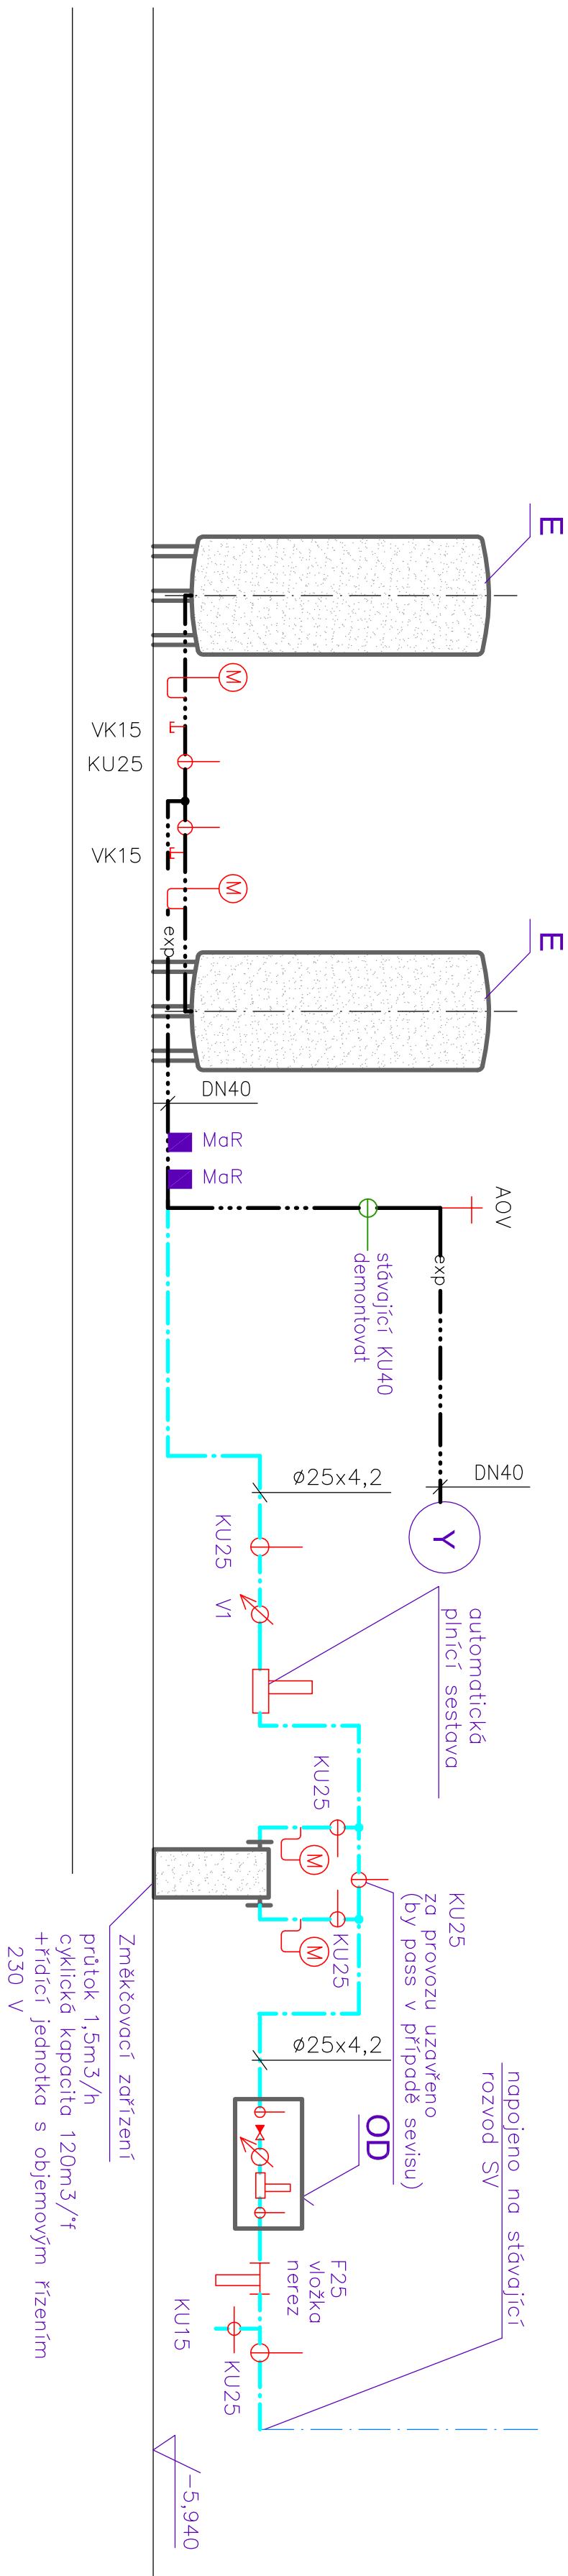 E
M
VK15
KU25
VK15
M
exp
E
DN40
MaR
MaR
AOV
stávající KU40
demontovat
exp
DN40
Y
ø25x4,2
KU25
V1
automatická
plnící sestava
KU25
M
KU25
M
KU25
za provozu uzavřeno
(by pass v případě sevisu)
Změkčovací zařízení
průtok 1,5m3/h
cyklická kapacita 120m3/°f
+řídící jednotka s objemovým řízením
230 V
ø25x4,2
OD
napojeno na stávající
rozvod SV
F25
vložka
nerez
KU15
KU25
-5,940